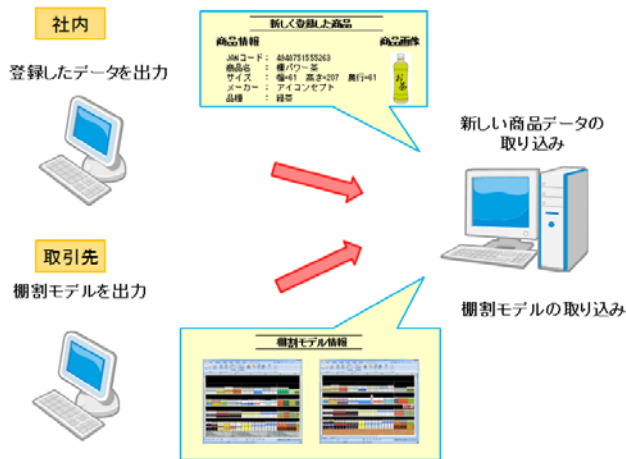 社内
登録したデータを出力
新しく登録した商品
商品情報
商品画像
JANコード： 4948751555263
商品名 ： 棚パワー茶
サイズ ： 幅=61 高さ=207 奥行=61
メーカー ： アイコンセプト
品種 ： 緑茶
お茶
新しい商品データの
取り込み
取引先
棚割モデルを出力
棚割モデルの取り込み
棚割モデル情報